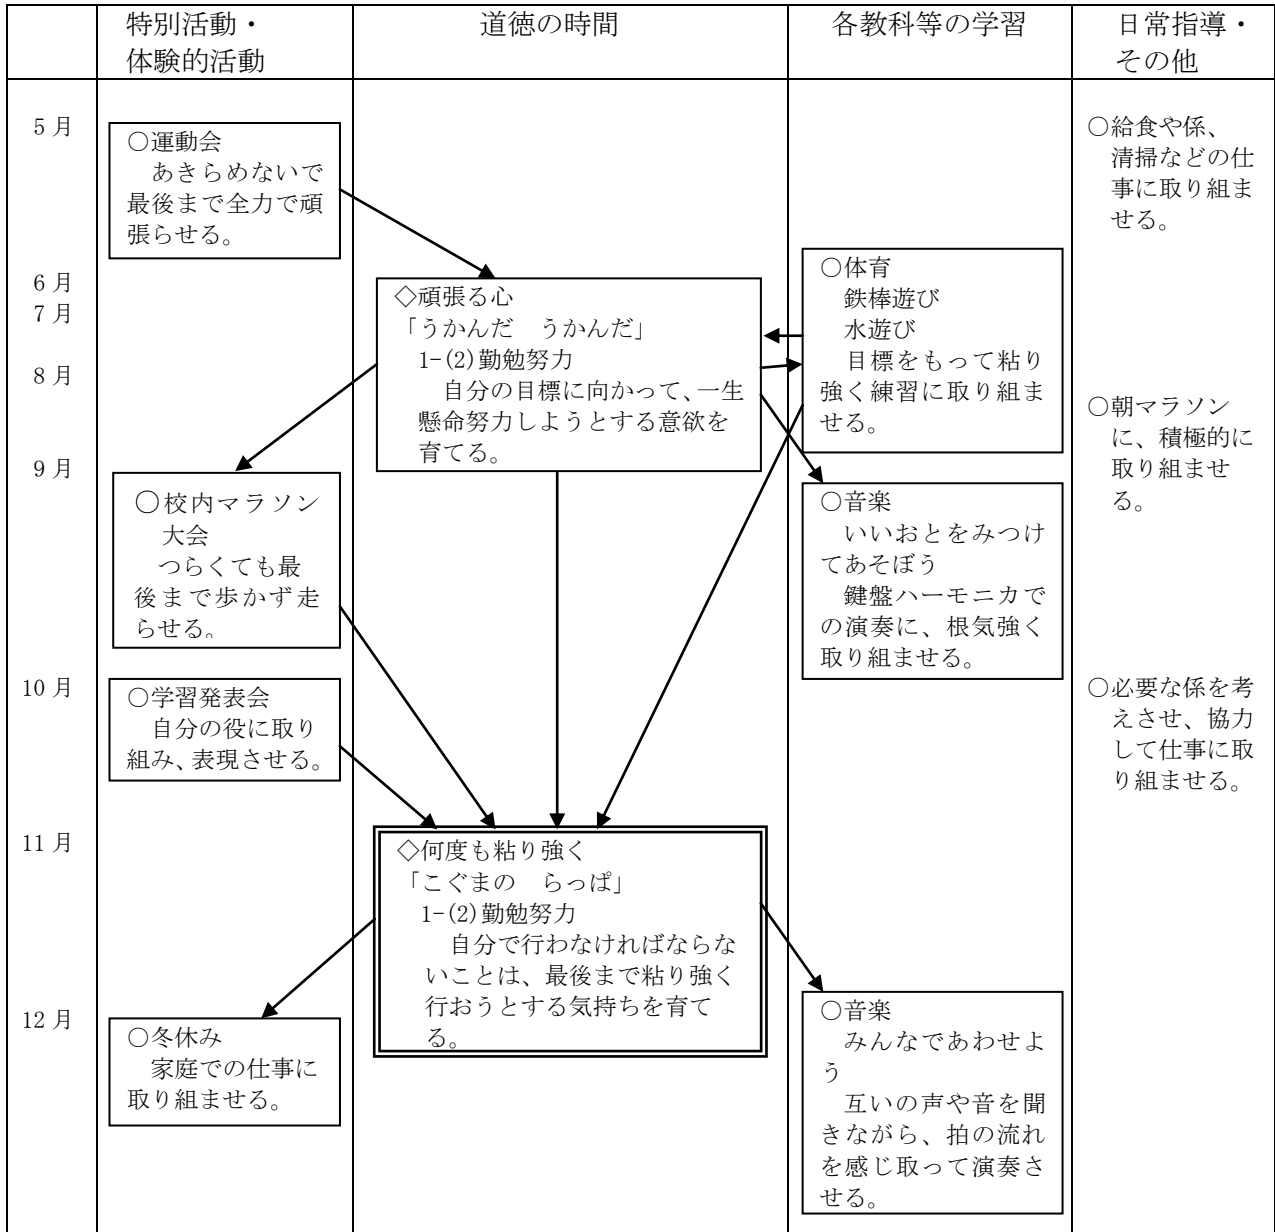 特別活動・
体験的活動
道徳の時間
各教科等の学習
日常指導・
その他
5月
6月
7月
8月
9月
10月
11月
12月
○運動会
あきらめないで
最後まで全力で頑
張らせる。
○校内マラソン
大会
つらくても最
後まで歩かず走
らせる。
○学習発表会
自分の役に取り
組み、表現させる。
○冬休み
家庭での仕事に
取り組ませる。
◇頑張る心
「うかんだ　うかんだ」
1-(2)勤勉努力
自分の目標に向かって、一生
懸命努力しようとする意欲を
育てる。
◇何度も粘り強く
「こぐまの　らっぱ」
1-(2)勤勉努力
自分で行わなければならな
いことは、最後まで粘り強く
行おうとする気持ちを育て
る。
○体育
鉄棒遊び
水遊び
目標をもって粘り
強く練習に取り組ま
せる。
○音楽
いいおとをみつけ
てあそぼう
鍵盤ハーモニカで
の演奏に、根気強く
取り組ませる。
○音楽
みんなであわせよ
う
互いの声や音を聞
きながら、拍の流れ
を感じ取って演奏さ
せる。
○給食や係、
清掃などの仕
事に取り組ま
せる。
○朝マラソン
に、積極的に
取り組ませ
る。
○必要な係を考
えさせ、協力
して仕事に取
り組ませる。